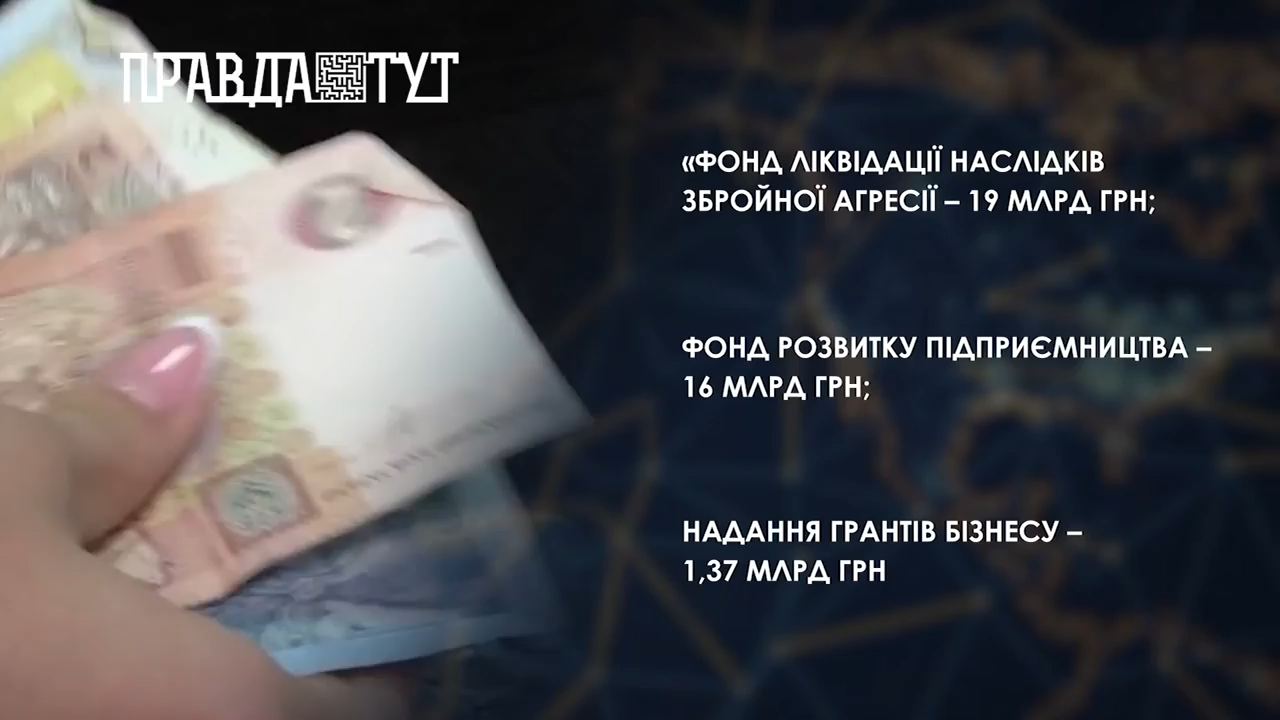 ПРАВДА ТУТ
«ФОНД ЛІКВІДАЦІЇ НАСЛІДКІВ
ЗБРОЙНОЇ АГРЕСІЇ – 19 МЛРД ГРН;
ФОНД РОЗВИТКУ ПІДПРИЄМНИЦТВА –
16 МЛРД ГРН;
НАДАННЯ ГРАНТІВ БІЗНЕСУ –
1,37 МЛРД ГРН